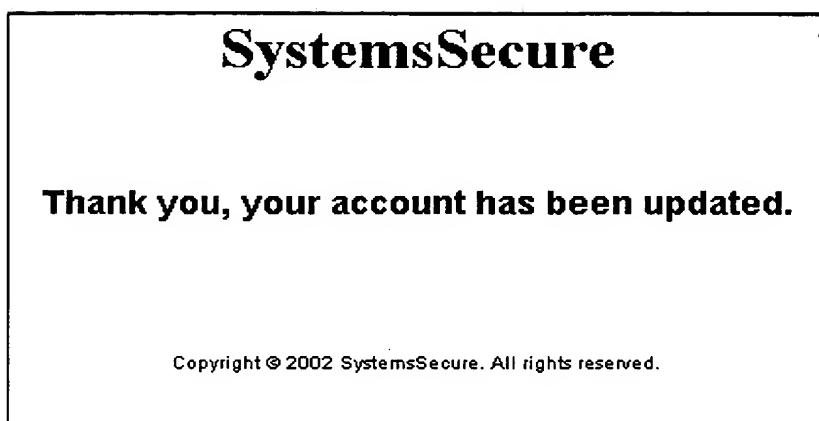 SystemsSecure
Thank you, your account has been updated.
Copyright © 2002 SystemsSecure. All rights reserved.